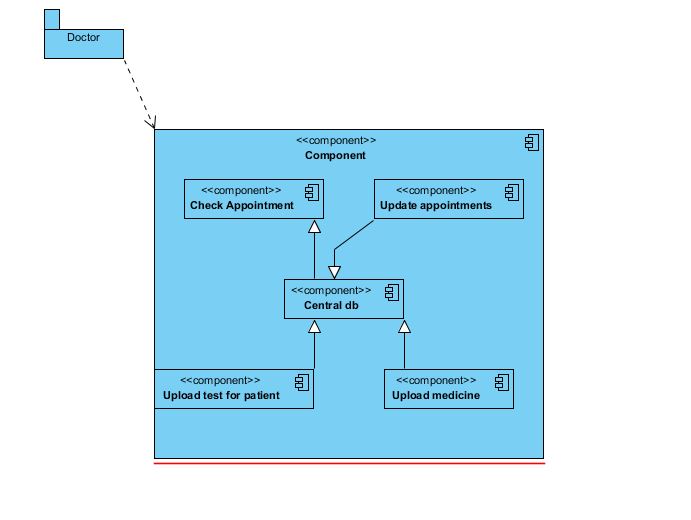 Doctor
<<component>>
Component
<<component>>
Check Appointment
<<component>>
Update appointments
<<component>>
Central db
<<component>>
Upload test for patient
<<component>>
Upload medicine